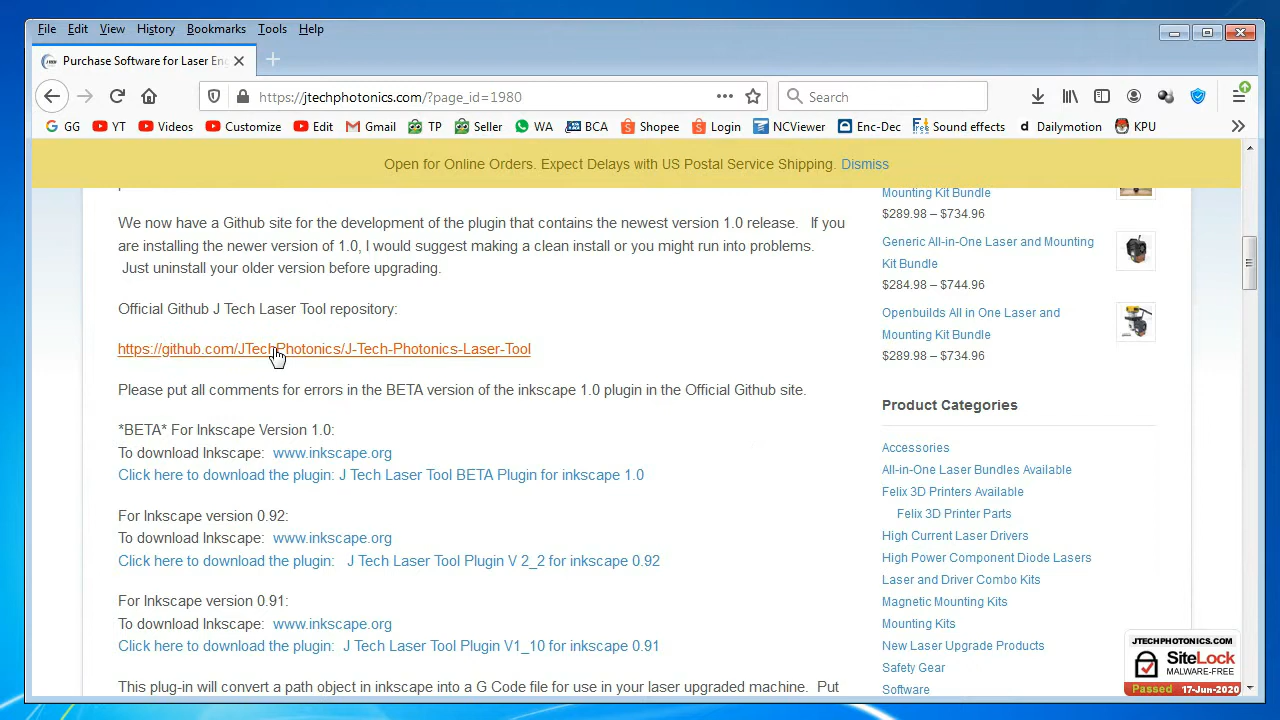 File Edit View History Bookmarks Tools Help
Purchase Software for Laser Eng
https://jtechphotonics.com/?page_id=1980
Search
GG YT Videos Customize Edit Gmail TP Seller WA BCA Shopee Login NCViewer Enc-Dec Sound effects Dailymotion KPU
Open for Online Orders. Expect Delays with US Postal Service Shipping. Dismiss
We now have a Github site for the development of the plugin that contains the newest version 1.0 release. If you
are installing the newer version of 1.0, I would suggest making a clean install or you might run into problems.
Just uninstall your older version before upgrading.
Official Github J Tech Laser Tool repository:
https://github.com/JTechPhotonics/J-Tech-Photonics-Laser-Tool
Please put all comments for errors in the BETA version of the inkscape 1.0 plugin in the Official Github site.
*BETA* For Inkscape Version 1.0:
To download Inkscape: www.inkscape.org
Click here to download the plugin: J Tech Laser Tool BETA Plugin for inkscape 1.0
For Inkscape version 0.92:
To download Inkscape: www.inkscape.org
Click here to download the plugin: J Tech Laser Tool Plugin V 2_2 for inkscape 0.92
For Inkscape version 0.91:
To download Inkscape: www.inkscape.org
Click here to download the plugin: J Tech Laser Tool Plugin V1_10 for inkscape 0.91
This plug-in will convert a path object in inkscape into a G Code file for use in your laser upgraded machine. Put
Mounting Kit Bundle
$289.98 – $734.96
Generic All-in-One Laser and Mounting
Kit Bundle
$284.98 – $744.96
Openbuilds All in One Laser and
Mounting Kit Bundle
$289.98 – $734.96
Product Categories
Accessories
All-in-One Laser Bundles Available
Felix 3D Printers Available
Felix 3D Printer Parts
High Current Laser Drivers
High Power Component Diode Lasers
Laser and Driver Combo Kits
Magnetic Mounting Kits
Mounting Kits
New Laser Upgrade Products
Safety Gear
Software
JTECHPHOTONICS.COM
SiteLock
MALWARE-FREE
Passed 17-Jun-2020